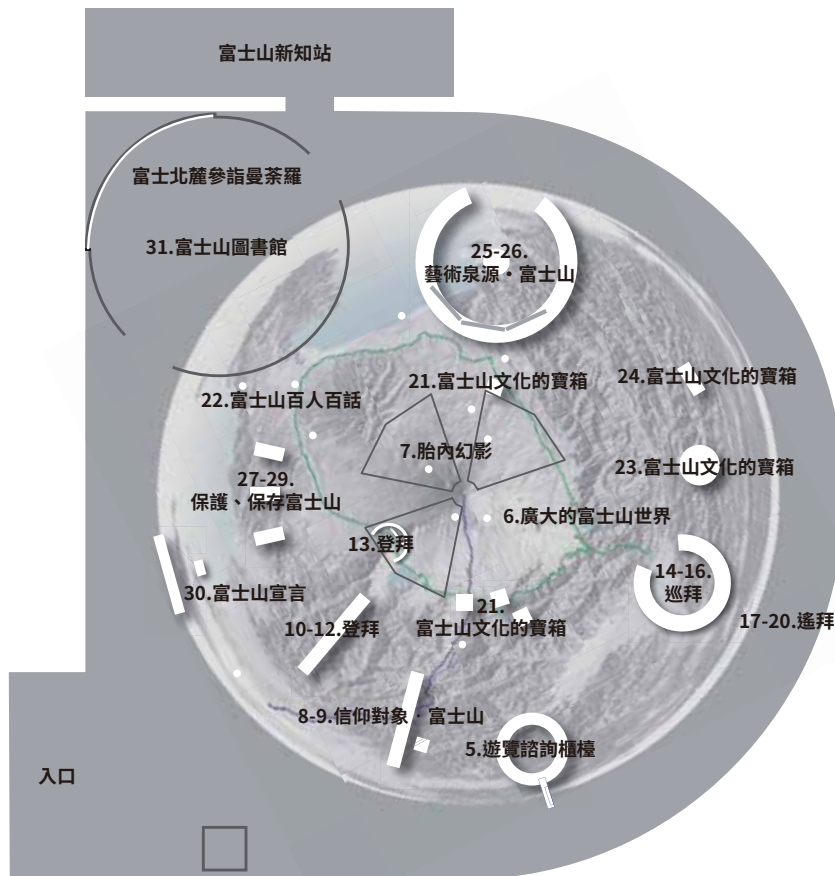 富士山新知站
富士北麓參詣曼荼羅
31.富士山圖書館
25-26.
藝術泉源・富士山
21.富士山文化的寶箱
24.富士山文化的寶箱
22.富士山百人百話
7.胎內幻影
23.富士山文化的寶箱
27-29.
保護、保存富士山
6.廣大的富士山世界
13.登拜
14-16.
巡拜
30.富士山宣言
21.
富士山文化的寶箱
10-12.登拜
17-20.遙拜
8-9.信仰對象・富士山
5.遊覽諮詢櫃檯
入口